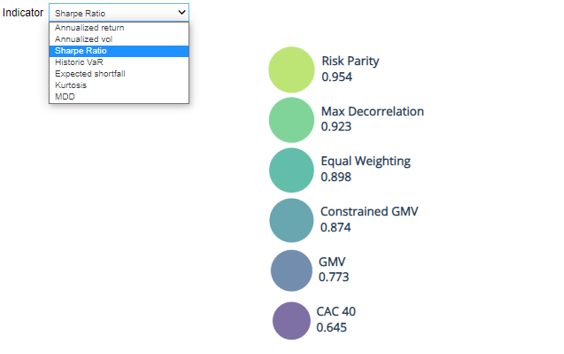 Indicator Sharpe Ratio
Annualized return
Annualized vol
Sharpe Ratio
Historic VaR
Expected shortfall
Kurtosis
MDD
Risk Parity
0.954
Max Decorrelation
0.923
Equal Weighting
0.898
Constrained GMV
0.874
GMV
0.773
CAC 40
0.645